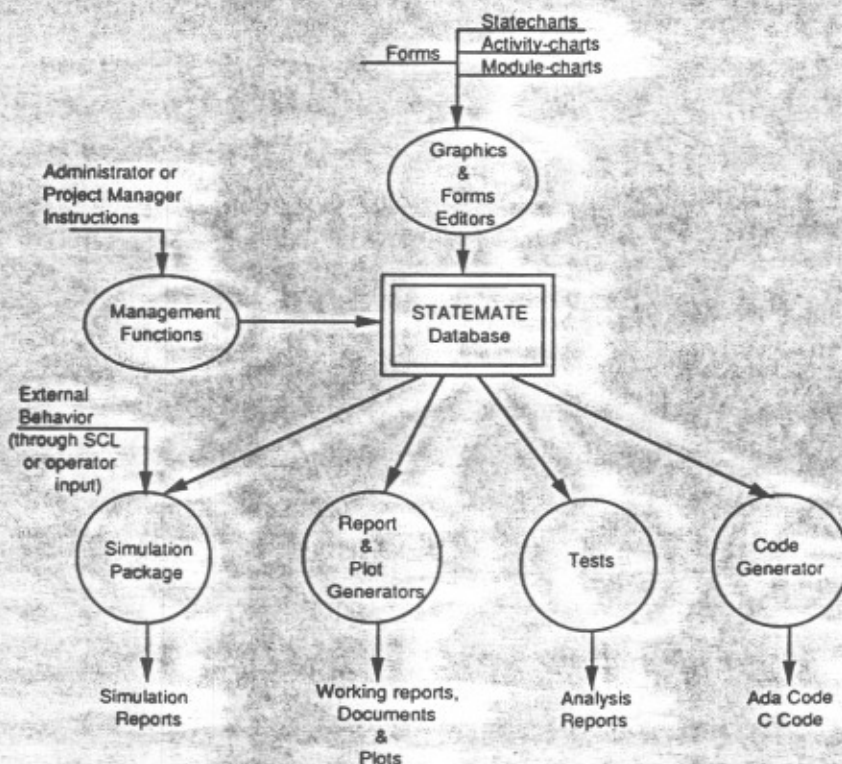 Statecharts
Activity-charts
Forms
Module-charts
Graphics
&
Forms
Editors
Administrator or
Project Manager
Instructions
Management
Functions
STATEMATE
Database
External
Behavior
(through SCL
or operator
input)
Simulation
Package
Report
&
Plot
Generators
Tests
Code
Generator
Simulation
Reports
Working reports,
Documents
&
Plots
Analysis
Reports
Ada Code
C Code